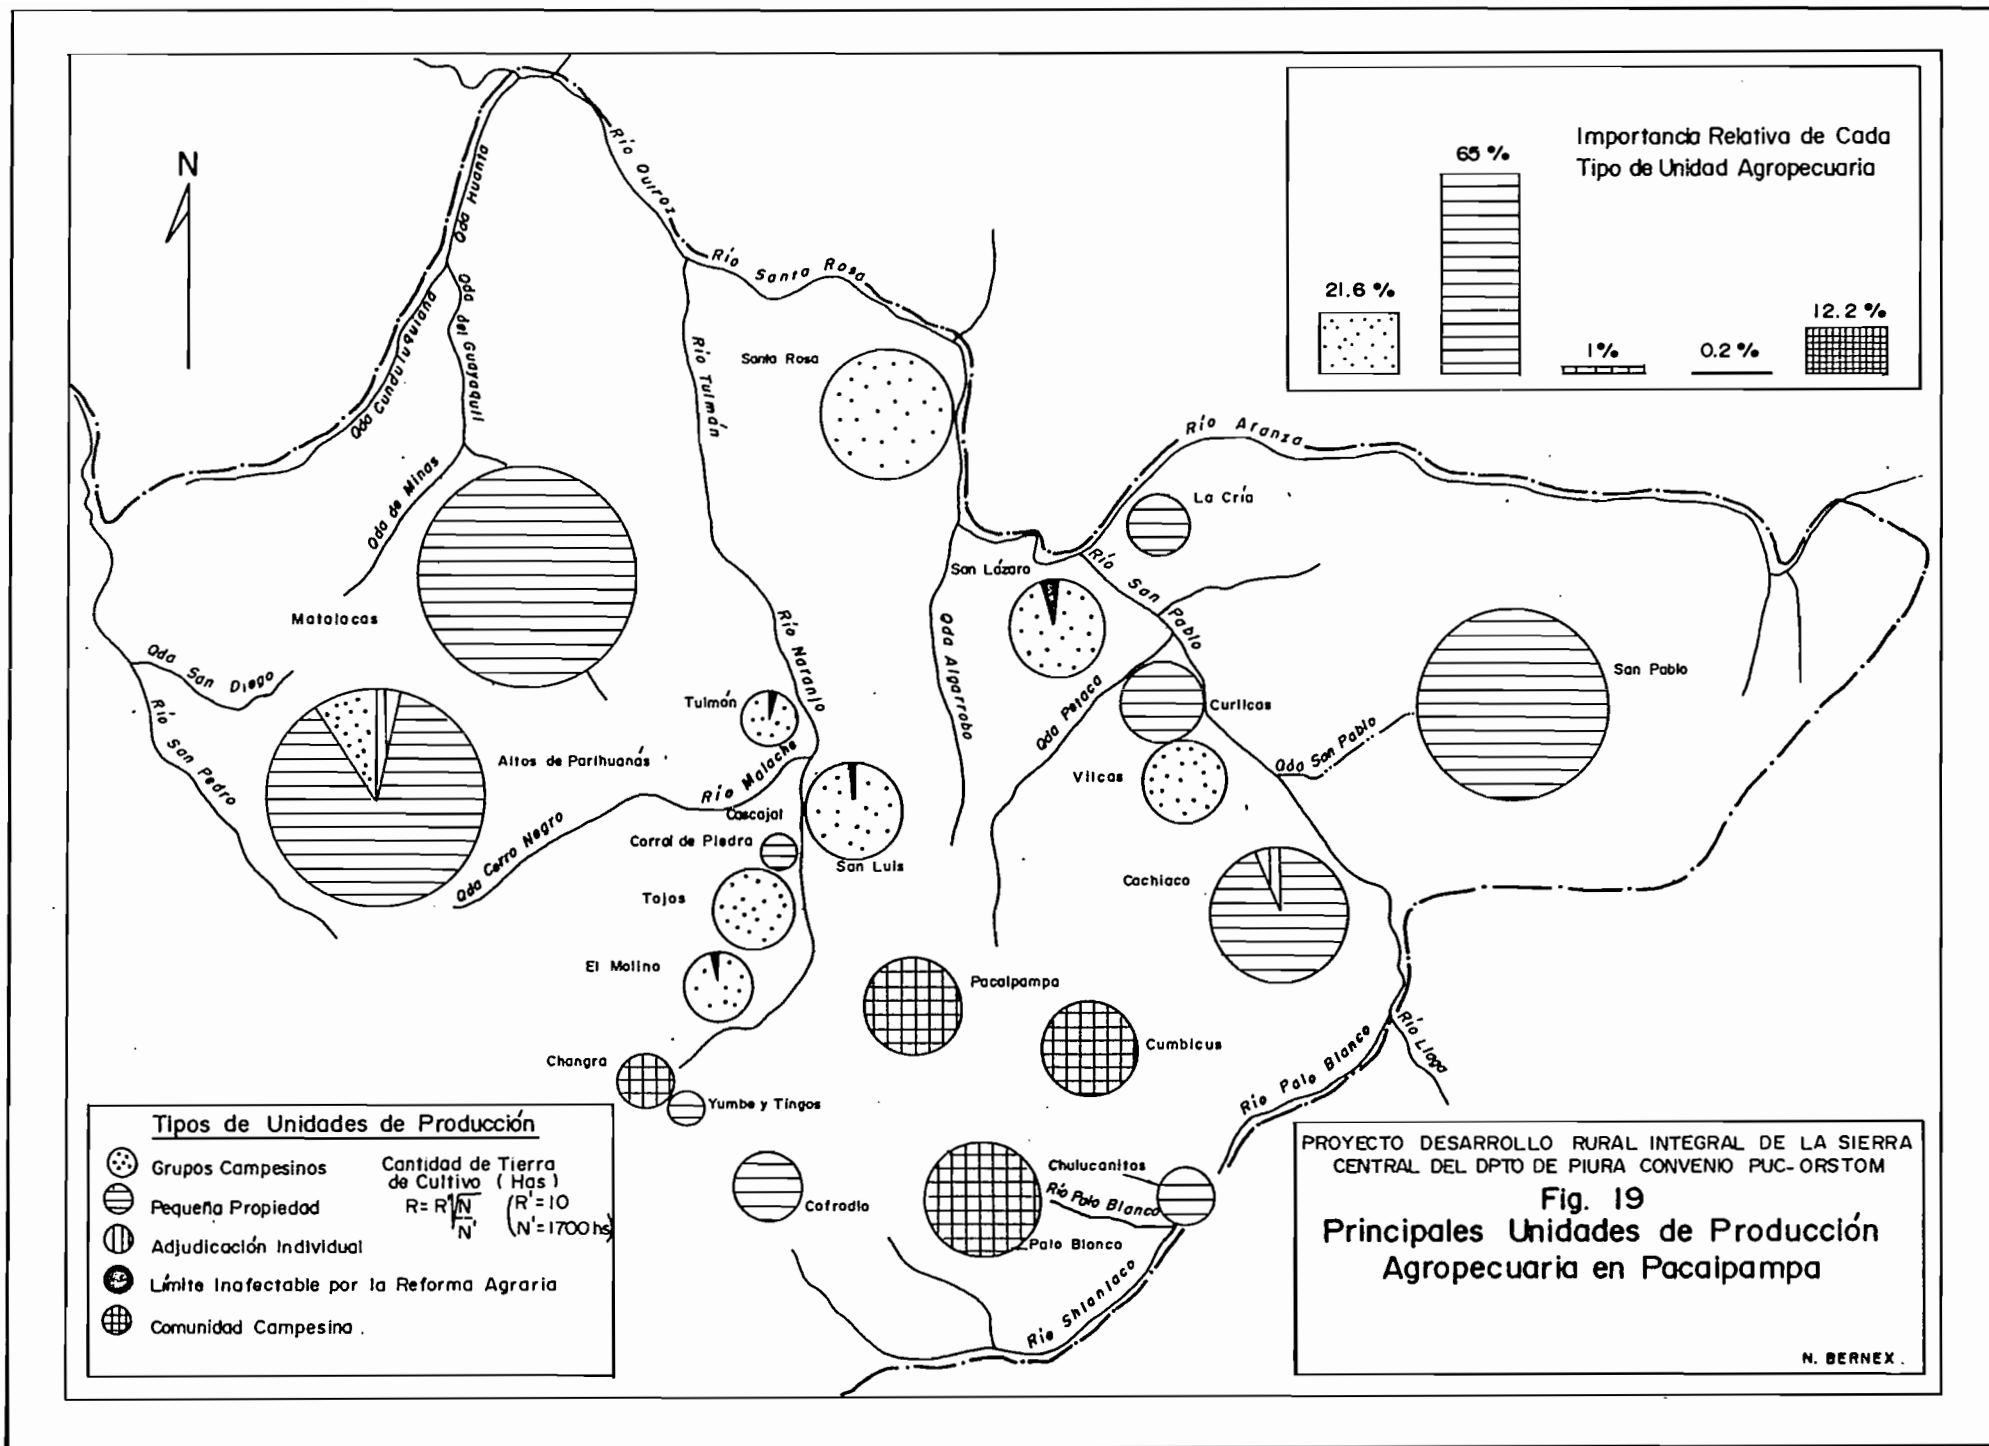 N
Importancia Relativa de Cada
Tipo de Unidad Agropecuaria
21.6 %
65 %
1 %
0.2 %
12.2 %
Qda Huanta
Río Quiroz
Río Santa Rosa
Qda Cunduluquiana
Qda del Guayaquil
Río Tulmán
Santa Rosa
Río Aranza
La Cría
Qda de Minas
San Lázaro
Río San Pablo
Matalacas
Río Naranjo
Qda Algarrobo
San Pablo
Qda San Diego
Río San Pedro
Tulmán
Qda Petaca
Curilcas
Altos de Parihuanás
Río Malache
Vilcas
Qda San Pablo
Cascajal
Qda Cerro Negro
Corral de Piedra
San Luis
Cachiaco
Tojos
El Molino
Pacaipampa
Cumbicus
Río Palo Blanco
Río Llaga
Changra
Yumbe y Tingos
Chulucanitos
Río Palo Blanco
Cofradio
Palo Blanco
Río Shianiaco
Tipos de Unidades de Producción
Grupos Campesinos
Pequeña Propiedad
Adjudicación Individual
Límite Inafectable por la Reforma Agraria
Comunidad Campesina .
Cantidad de Tierra
de Cultivo ( Has )
R= R'√N/N' (R'=10
N'=1700 hs)
PROYECTO DESARROLLO RURAL INTEGRAL DE LA SIERRA
CENTRAL DEL DPTO DE PIURA CONVENIO PUC-ORSTOM
Fig. 19
Principales Unidades de Producción
Agropecuaria en Pacaipampa
N. BERNEX .